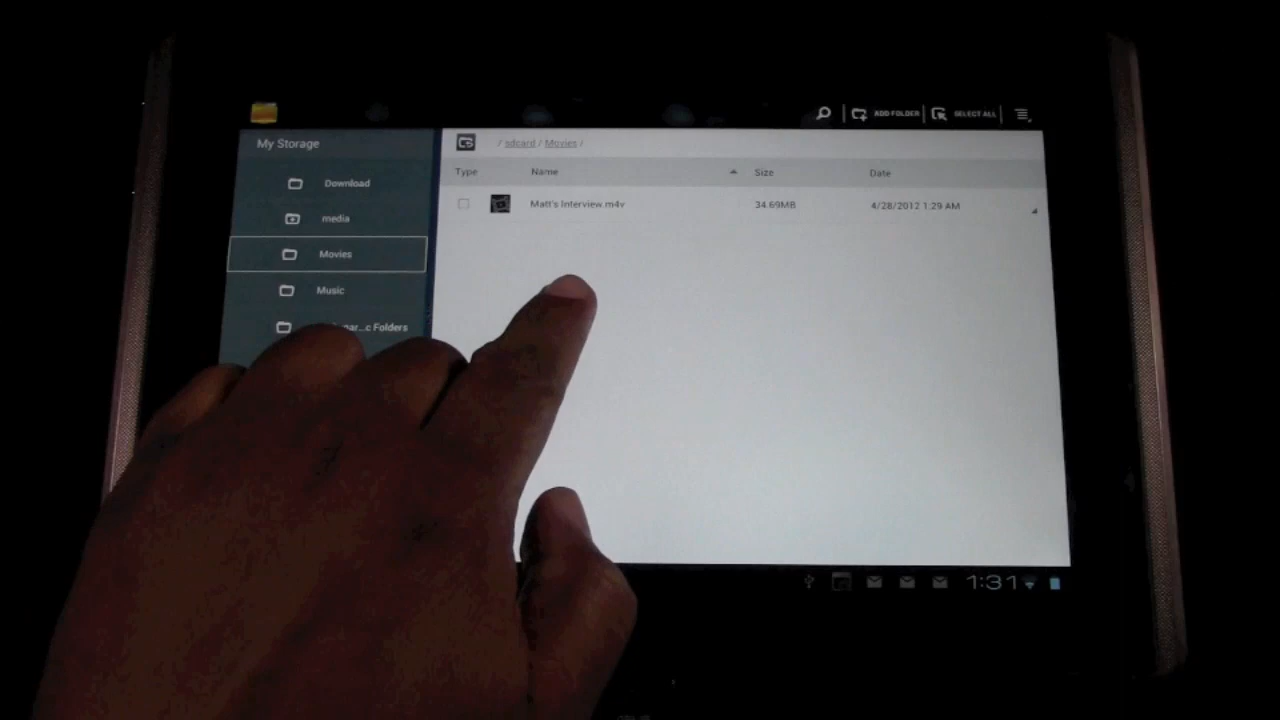 ADD FOLDER SELECT ALL
My Storage
/ sdcard / Movies /
Type Name Size Date
Download
Matt's Interview.m4v 34.69MB 4/28/2012 1:29 AM
media
Movies
Music
ar...c Folders
1:31